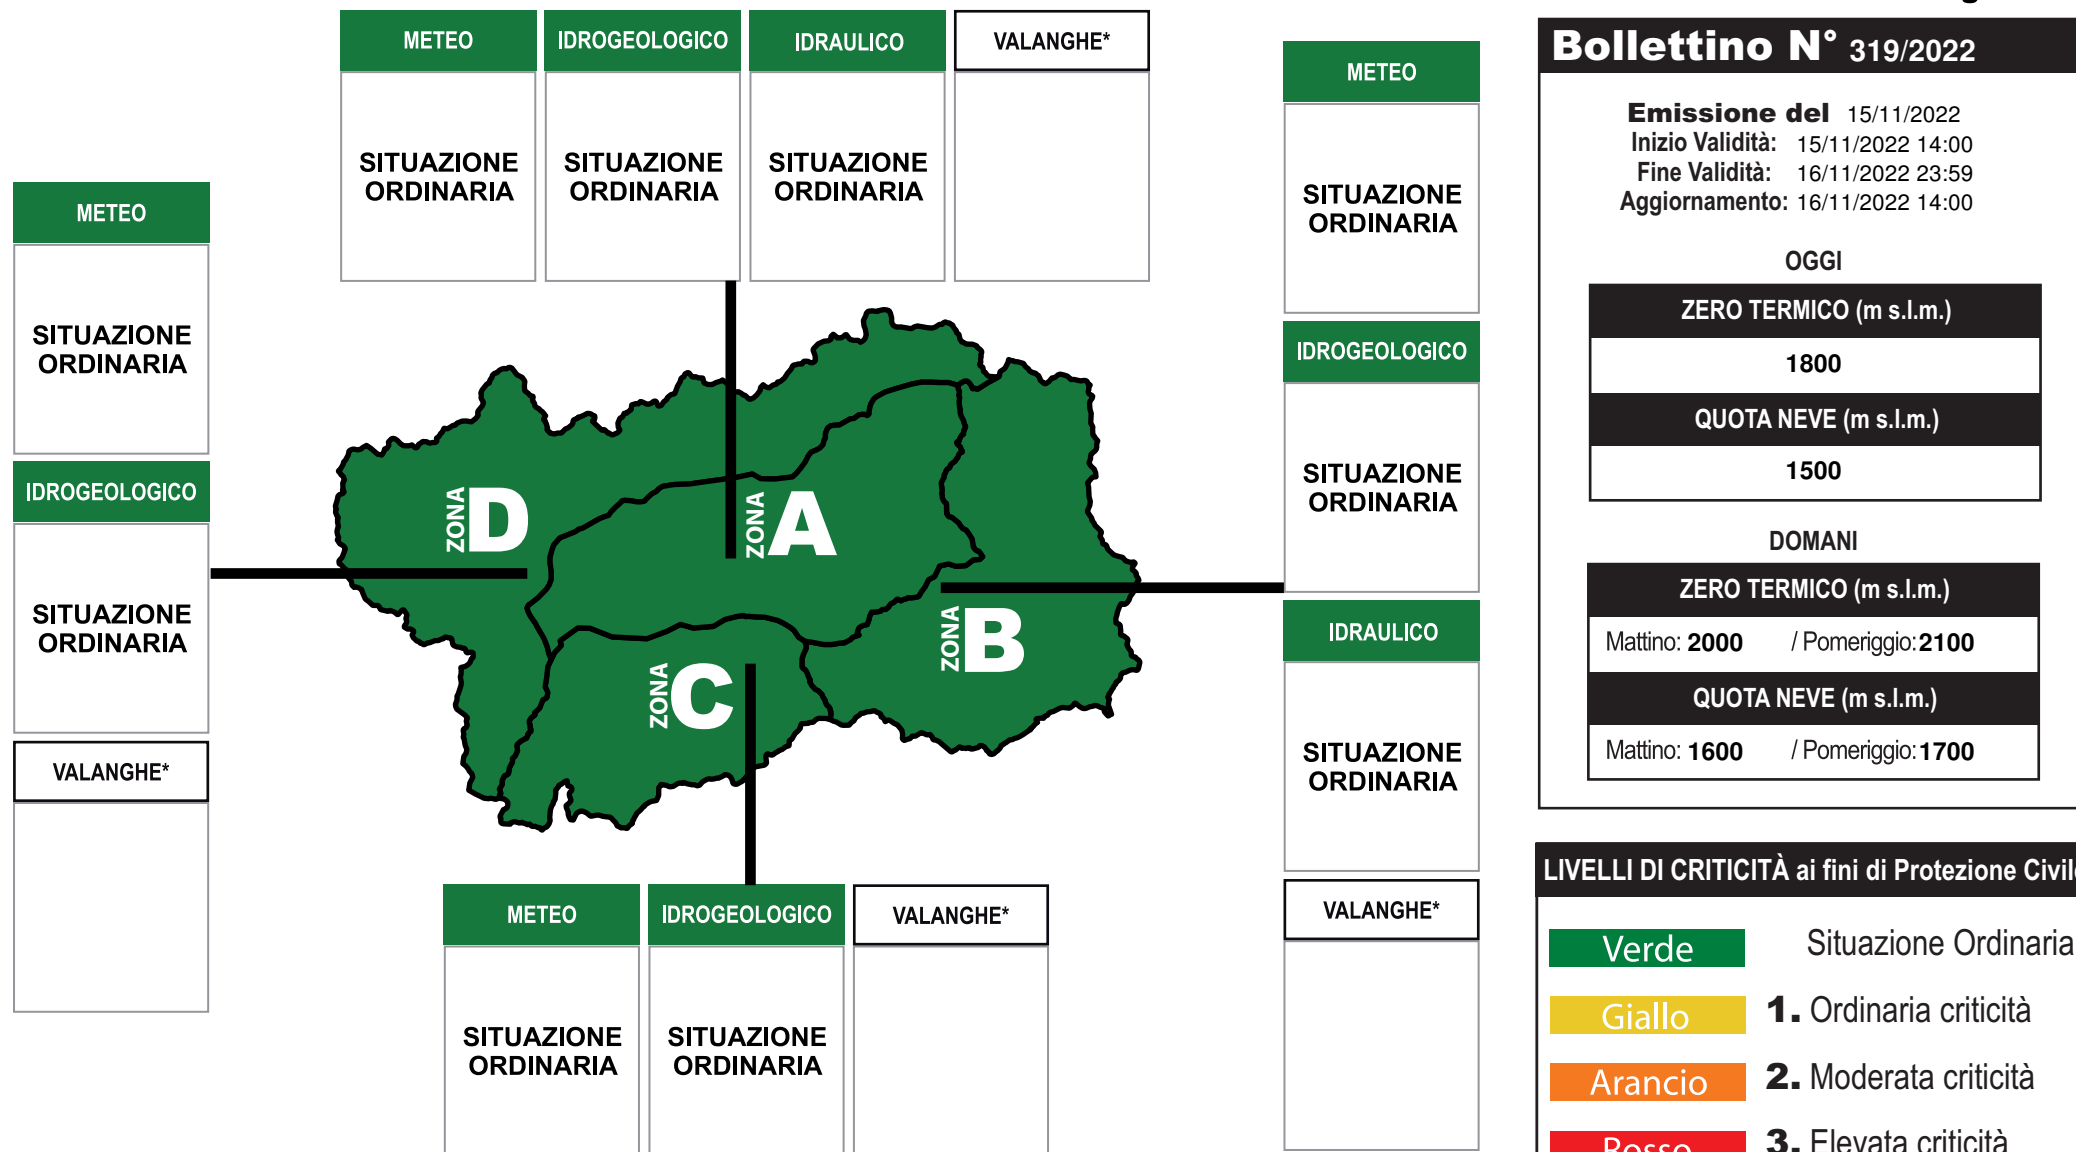 METEO
IDROGEOLOGICO
IDRAULICO
VALANGHE*
SITUAZIONE
ORDINARIA
SITUAZIONE
ORDINARIA
SITUAZIONE
ORDINARIA
METEO
SITUAZIONE
ORDINARIA
IDROGEOLOGICO
SITUAZIONE
ORDINARIA
VALANGHE*
ZONA D
ZONA A
ZONA B
ZONA C
METEO
SITUAZIONE
ORDINARIA
IDROGEOLOGICO
SITUAZIONE
ORDINARIA
IDRAULICO
SITUAZIONE
ORDINARIA
VALANGHE*
METEO
IDROGEOLOGICO
VALANGHE*
SITUAZIONE
ORDINARIA
SITUAZIONE
ORDINARIA
Bollettino N° 319/2022
Emissione del 15/11/2022
Inizio Validità: 15/11/2022 14:00
Fine Validità: 16/11/2022 23:59
Aggiornamento: 16/11/2022 14:00
OGGI
ZERO TERMICO (m s.l.m.)
1800
QUOTA NEVE (m s.l.m.)
1500
DOMANI
ZERO TERMICO (m s.l.m.)
Mattino: 2000 / Pomeriggio: 2100
QUOTA NEVE (m s.l.m.)
Mattino: 1600 / Pomeriggio: 1700
LIVELLI DI CRITICITÀ ai fini di Protezione Civile
Verde Situazione Ordinaria
Giallo 1. Ordinaria criticità
Arancio 2. Moderata criticità
Rosso 3. Elevata criticità